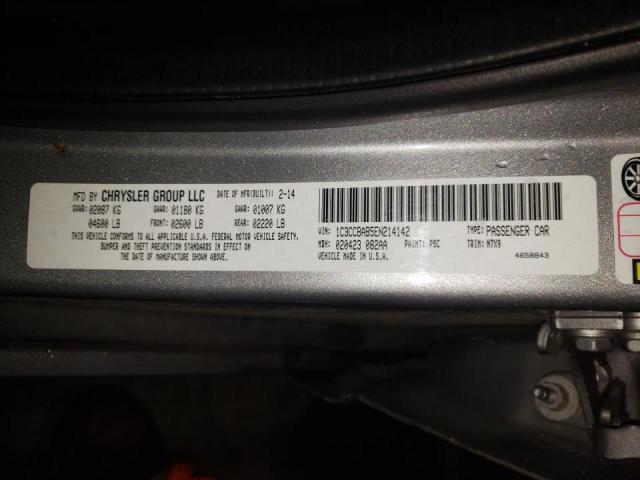 MFD BY CHRYSLER GROUP LLC DATE OF MFR(BUILT): 2-14
GVWR: 02087 KG GAWR: 01180 KG GAWR: 01007 KG
04600 LB FRONT: 02600 LB REAR: 02220 LB
THIS VEHICLE CONFORMS TO ALL APPLICABLE U.S.A. FEDERAL MOTOR VEHICLE SAFETY,
BUMPER AND THEFT PREVENTION STANDARDS IN EFFECT ON
THE DATE OF MANUFACTURE SHOWN ABOVE.
VIN: 1C3CCBAB5EN214142 TYPE: PASSENGER CAR
MDH: 020423 082AA PAINT: PSC TRIM: M7X9
VEHICLE MADE IN U.S.A. 4658843